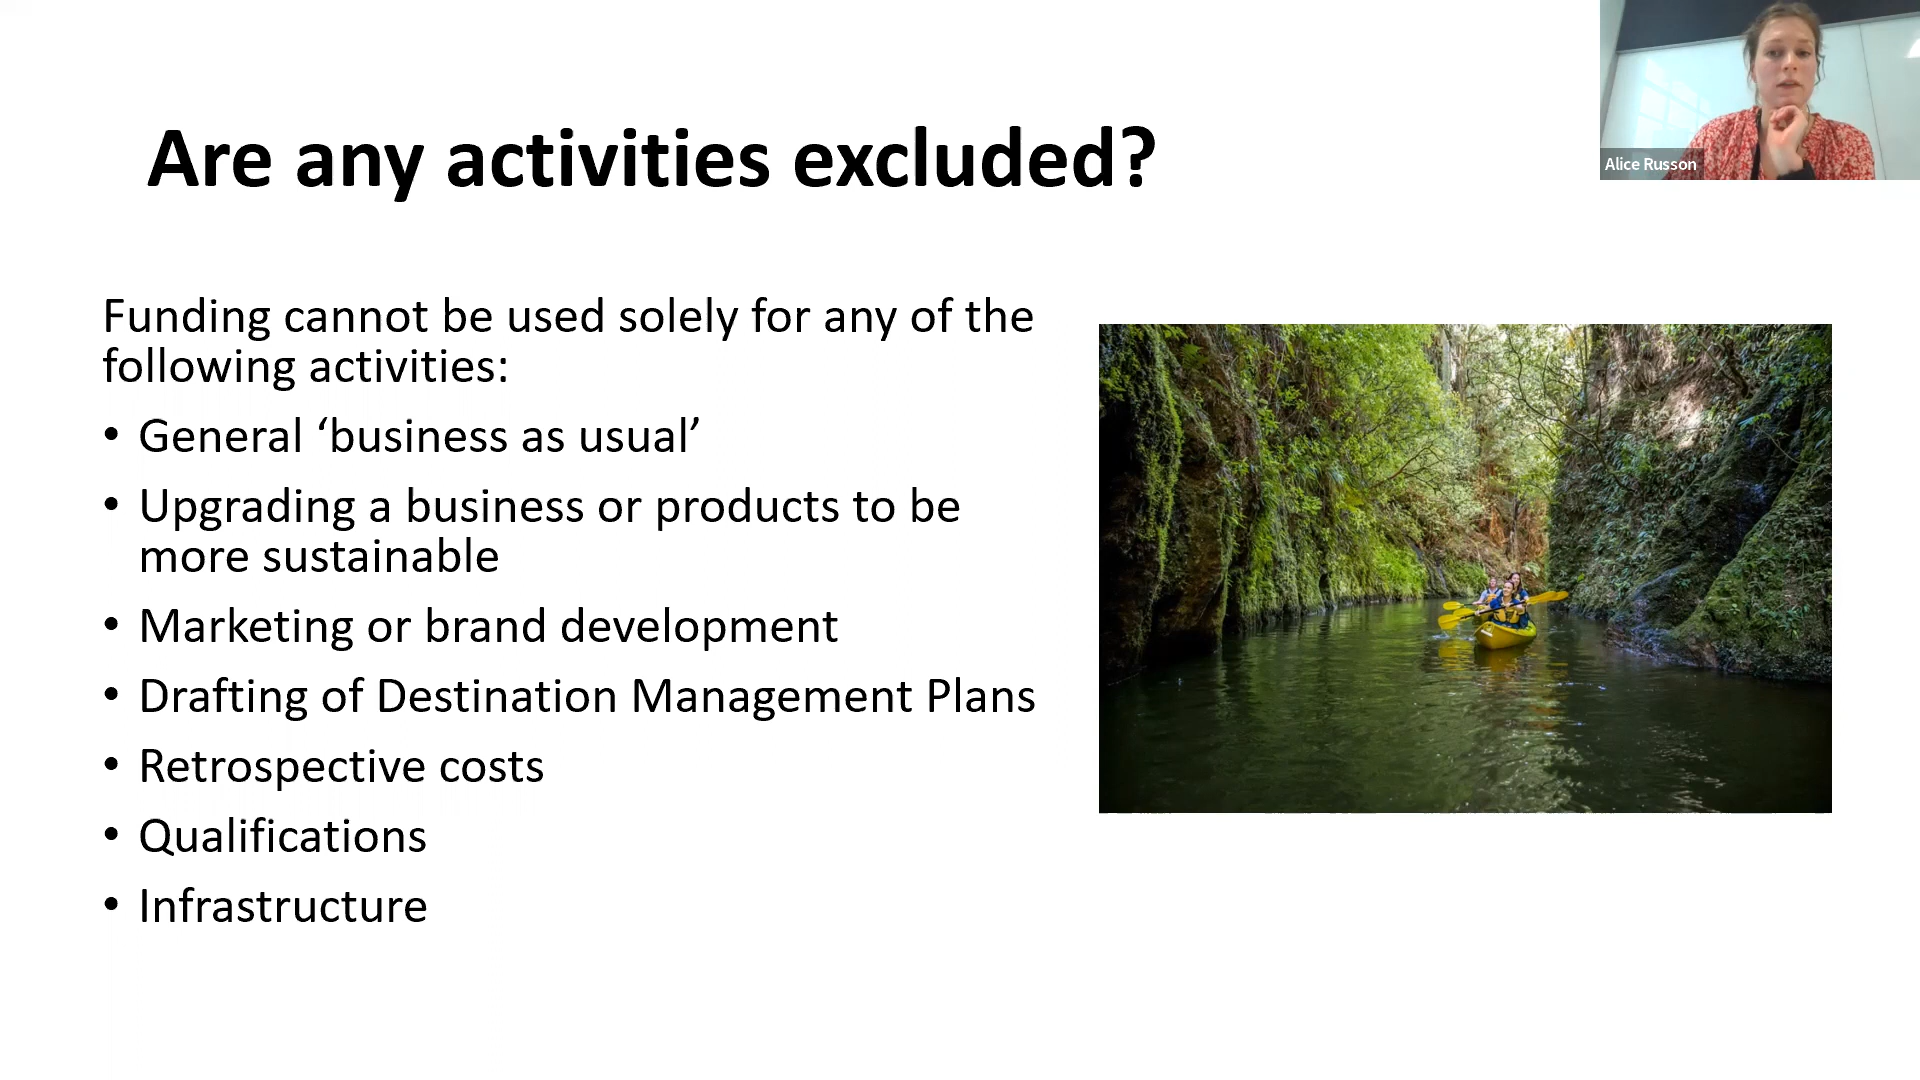 Are any activities excluded?
Alice Russon
Funding cannot be used solely for any of the
following activities:
• General ‘business as usual’
• Upgrading a business or products to be
more sustainable
• Marketing or brand development
• Drafting of Destination Management Plans
• Retrospective costs
• Qualifications
• Infrastructure